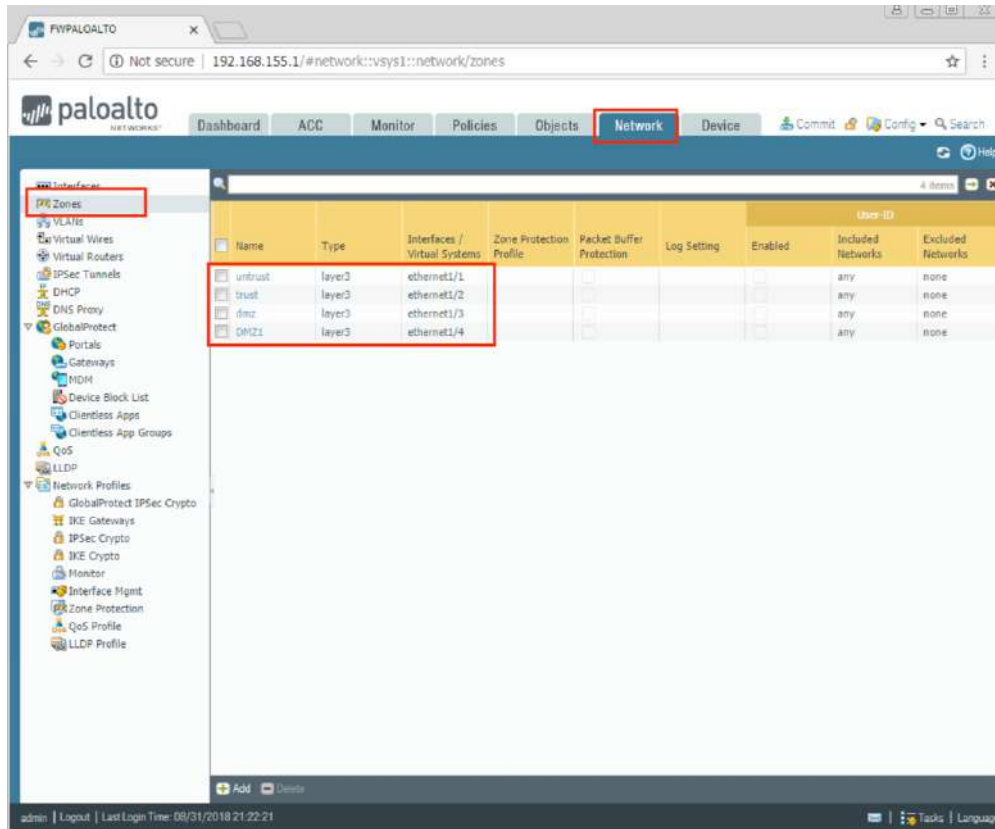 FWPALOALTO
Not secure | 192.168.155.1/#network::vsys1::network/zones
paloalto
NETWORKS
Dashboard ACC Monitor Policies Objects Network Device Commit Config Search
Help
4 items
Interfaces
Zones
VLANs
Virtual Wires
Virtual Routers
IPSec Tunnels
DHCP
DNS Proxy
GlobalProtect
Portals
Gateways
MDM
Device Block List
Clientless Apps
Clientless App Groups
QoS
LLDP
Network Profiles
GlobalProtect IPSec Crypto
IKE Gateways
IPSec Crypto
IKE Crypto
Monitor
Interface Mgmt
Zone Protection
QoS Profile
LLDP Profile
User-ID
Name Type Interfaces / Virtual Systems Zone Protection Profile Packet Buffer Protection Log Setting Enabled Included Networks Excluded Networks
untrust layer3 ethernet1/1 any none
trust layer3 ethernet1/2 any none
dmz layer3 ethernet1/3 any none
DMZ1 layer3 ethernet1/4 any none
Add Delete
admin | Logout | Last Login Time: 08/31/2018 21:22:21 | Tasks | Language